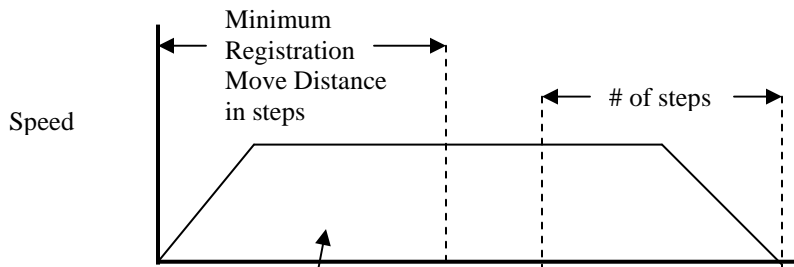 Minimum
Registration
Move Distance
in steps
# of steps
Speed